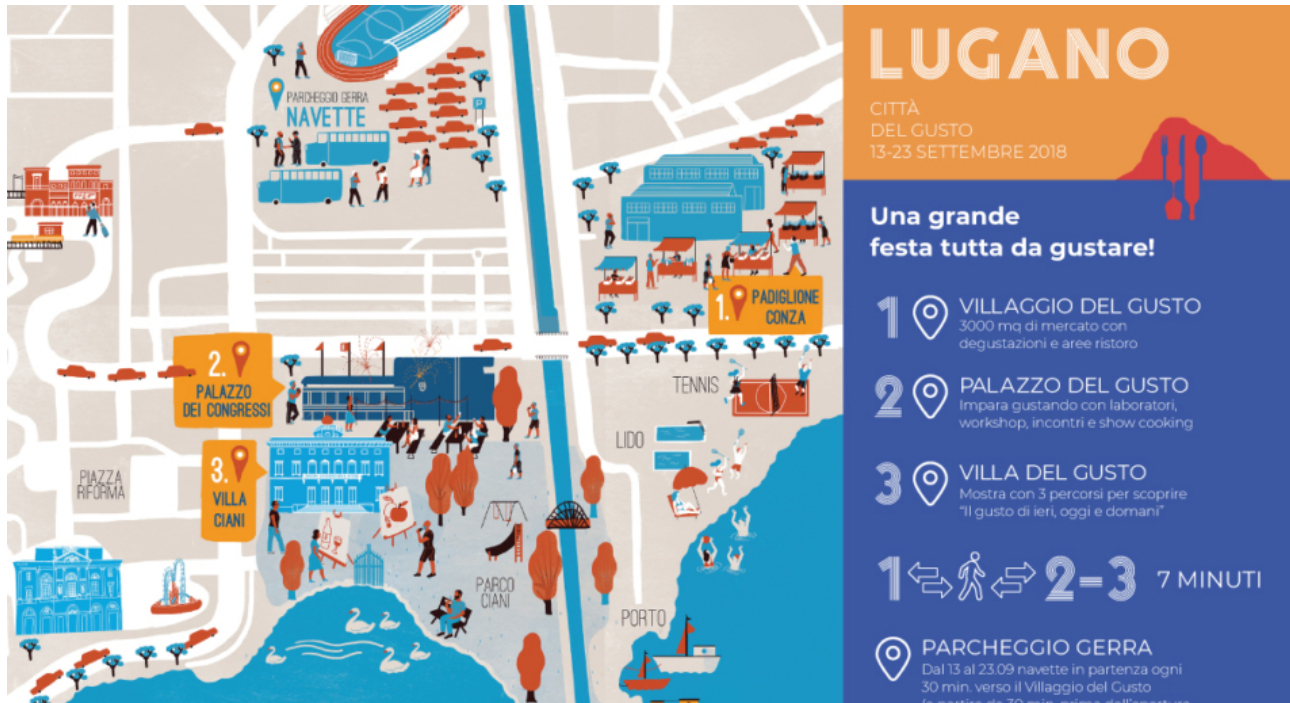 PARCHEGGIO GERRA
NAVETTE
P
1. PADIGLIONE
CONZA
2.
PALAZZO
DEI CONGRESSI
TENNIS
LIDO
3.
VILLA
CIANI
PIAZZA
RIFORMA
PARCO
CIANI
PORTO
LUGANO
CITTÀ
DEL GUSTO
13-23 SETTEMBRE 2018
Una grande
festa tutta da gustare!
1 VILLAGGIO DEL GUSTO
3000 mq di mercato con
degustazioni e aree ristoro
2 PALAZZO DEL GUSTO
Impara gustando con laboratori,
workshop, incontri e show cooking
3 VILLA DEL GUSTO
Mostra con 3 percorsi per scoprire
"Il gusto di ieri, oggi e domani"
1 2=3 7 MINUTI
PARCHEGGIO GERRA
Dal 13 al 23.09 navette in partenza ogni
30 min. verso il Villaggio del Gusto